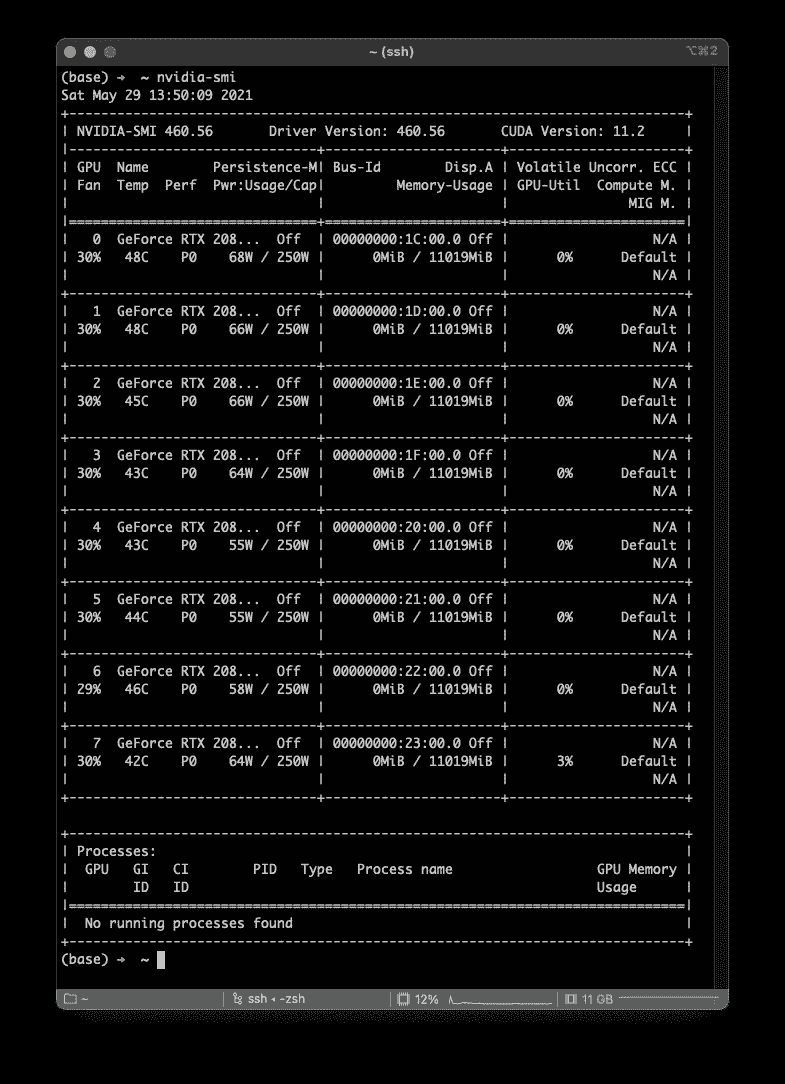 ~ (ssh)
⌥⌘2
(base) → ~ nvidia-smi
Sat May 29 13:50:09 2021
+-----------------------------------------------------------------------------+
| NVIDIA-SMI 460.56       Driver Version: 460.56       CUDA Version: 11.2     |
|-------------------------------+----------------------+----------------------+
| GPU  Name        Persistence-M| Bus-Id        Disp.A | Volatile Uncorr. ECC |
| Fan  Temp  Perf  Pwr:Usage/Cap|         Memory-Usage | GPU-Util  Compute M. |
|                               |                      |               MIG M. |
|===============================+======================+======================|
|   0  GeForce RTX 208...  Off  | 00000000:1C:00.0 Off |                  N/A |
| 30%   48C    P0    68W / 250W |      0MiB / 11019MiB |      0%      Default |
|                               |                      |                  N/A |
+-------------------------------+----------------------+----------------------+
|   1  GeForce RTX 208...  Off  | 00000000:1D:00.0 Off |                  N/A |
| 30%   48C    P0    66W / 250W |      0MiB / 11019MiB |      0%      Default |
|                               |                      |                  N/A |
+-------------------------------+----------------------+----------------------+
|   2  GeForce RTX 208...  Off  | 00000000:1E:00.0 Off |                  N/A |
| 30%   45C    P0    66W / 250W |      0MiB / 11019MiB |      0%      Default |
|                               |                      |                  N/A |
+-------------------------------+----------------------+----------------------+
|   3  GeForce RTX 208...  Off  | 00000000:1F:00.0 Off |                  N/A |
| 30%   43C    P0    64W / 250W |      0MiB / 11019MiB |      0%      Default |
|                               |                      |                  N/A |
+-------------------------------+----------------------+----------------------+
|   4  GeForce RTX 208...  Off  | 00000000:20:00.0 Off |                  N/A |
| 30%   43C    P0    55W / 250W |      0MiB / 11019MiB |      0%      Default |
|                               |                      |                  N/A |
+-------------------------------+----------------------+----------------------+
|   5  GeForce RTX 208...  Off  | 00000000:21:00.0 Off |                  N/A |
| 30%   44C    P0    55W / 250W |      0MiB / 11019MiB |      0%      Default |
|                               |                      |                  N/A |
+-------------------------------+----------------------+----------------------+
|   6  GeForce RTX 208...  Off  | 00000000:22:00.0 Off |                  N/A |
| 29%   46C    P0    58W / 250W |      0MiB / 11019MiB |      0%      Default |
|                               |                      |                  N/A |
+-------------------------------+----------------------+----------------------+
|   7  GeForce RTX 208...  Off  | 00000000:23:00.0 Off |                  N/A |
| 30%   42C    P0    64W / 250W |      0MiB / 11019MiB |      3%      Default |
|                               |                      |                  N/A |
+-------------------------------+----------------------+----------------------+
+-----------------------------------------------------------------------------+
| Processes:                                                                  |
|  GPU   GI   CI        PID   Type   Process name                  GPU Memory |
|        ID   ID                                                   Usage      |
|=============================================================================|
|  No running processes found                                                 |
+-----------------------------------------------------------------------------+
(base) → ~
~
ssh ◂ -zsh
12%
11 GB